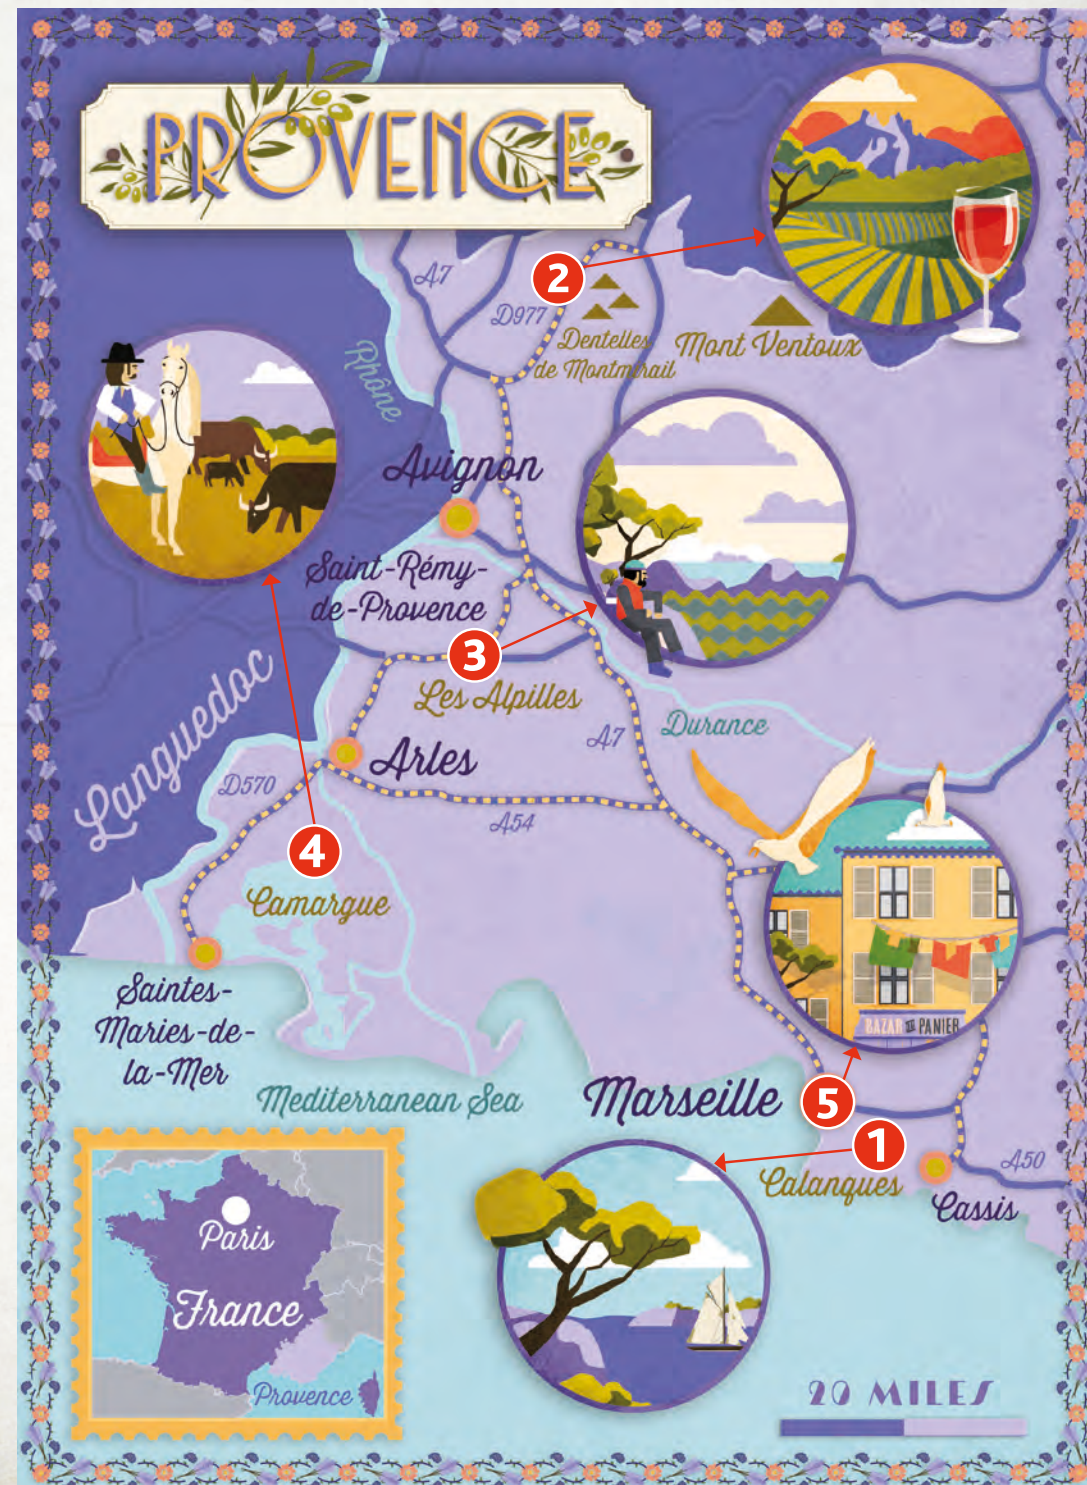 PROVENCE
A7
2
D977
Dentelles
de Montmirail
Mont Ventoux
Rhône
Avignon
Saint-Rémy-
de-Provence
3
Les Alpilles
Languedoc
Durance
A7
Arles
D570
A54
4
Camargue
BAZAR DU PANIER
Saintes-
Maries-de-
la-Mer
Mediterranean Sea
Marseille
5
1
Calanques
A50
Cassis
Paris
France
Provence
20 MILES